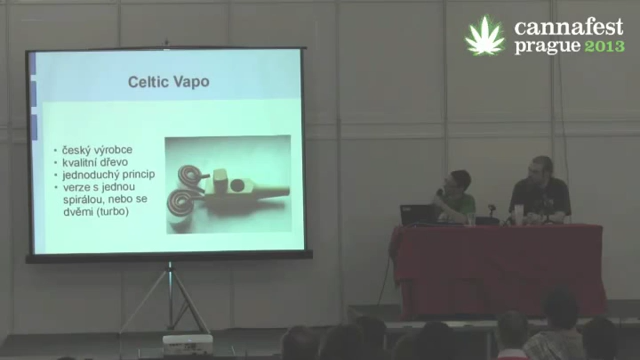 cannafest
prague 2013
Celtic Vapo
• český výrobce
• kvalitní dřevo
• jednoduchý princip
• verze s jednou
spirálou, nebo se
dvěmi (turbo)